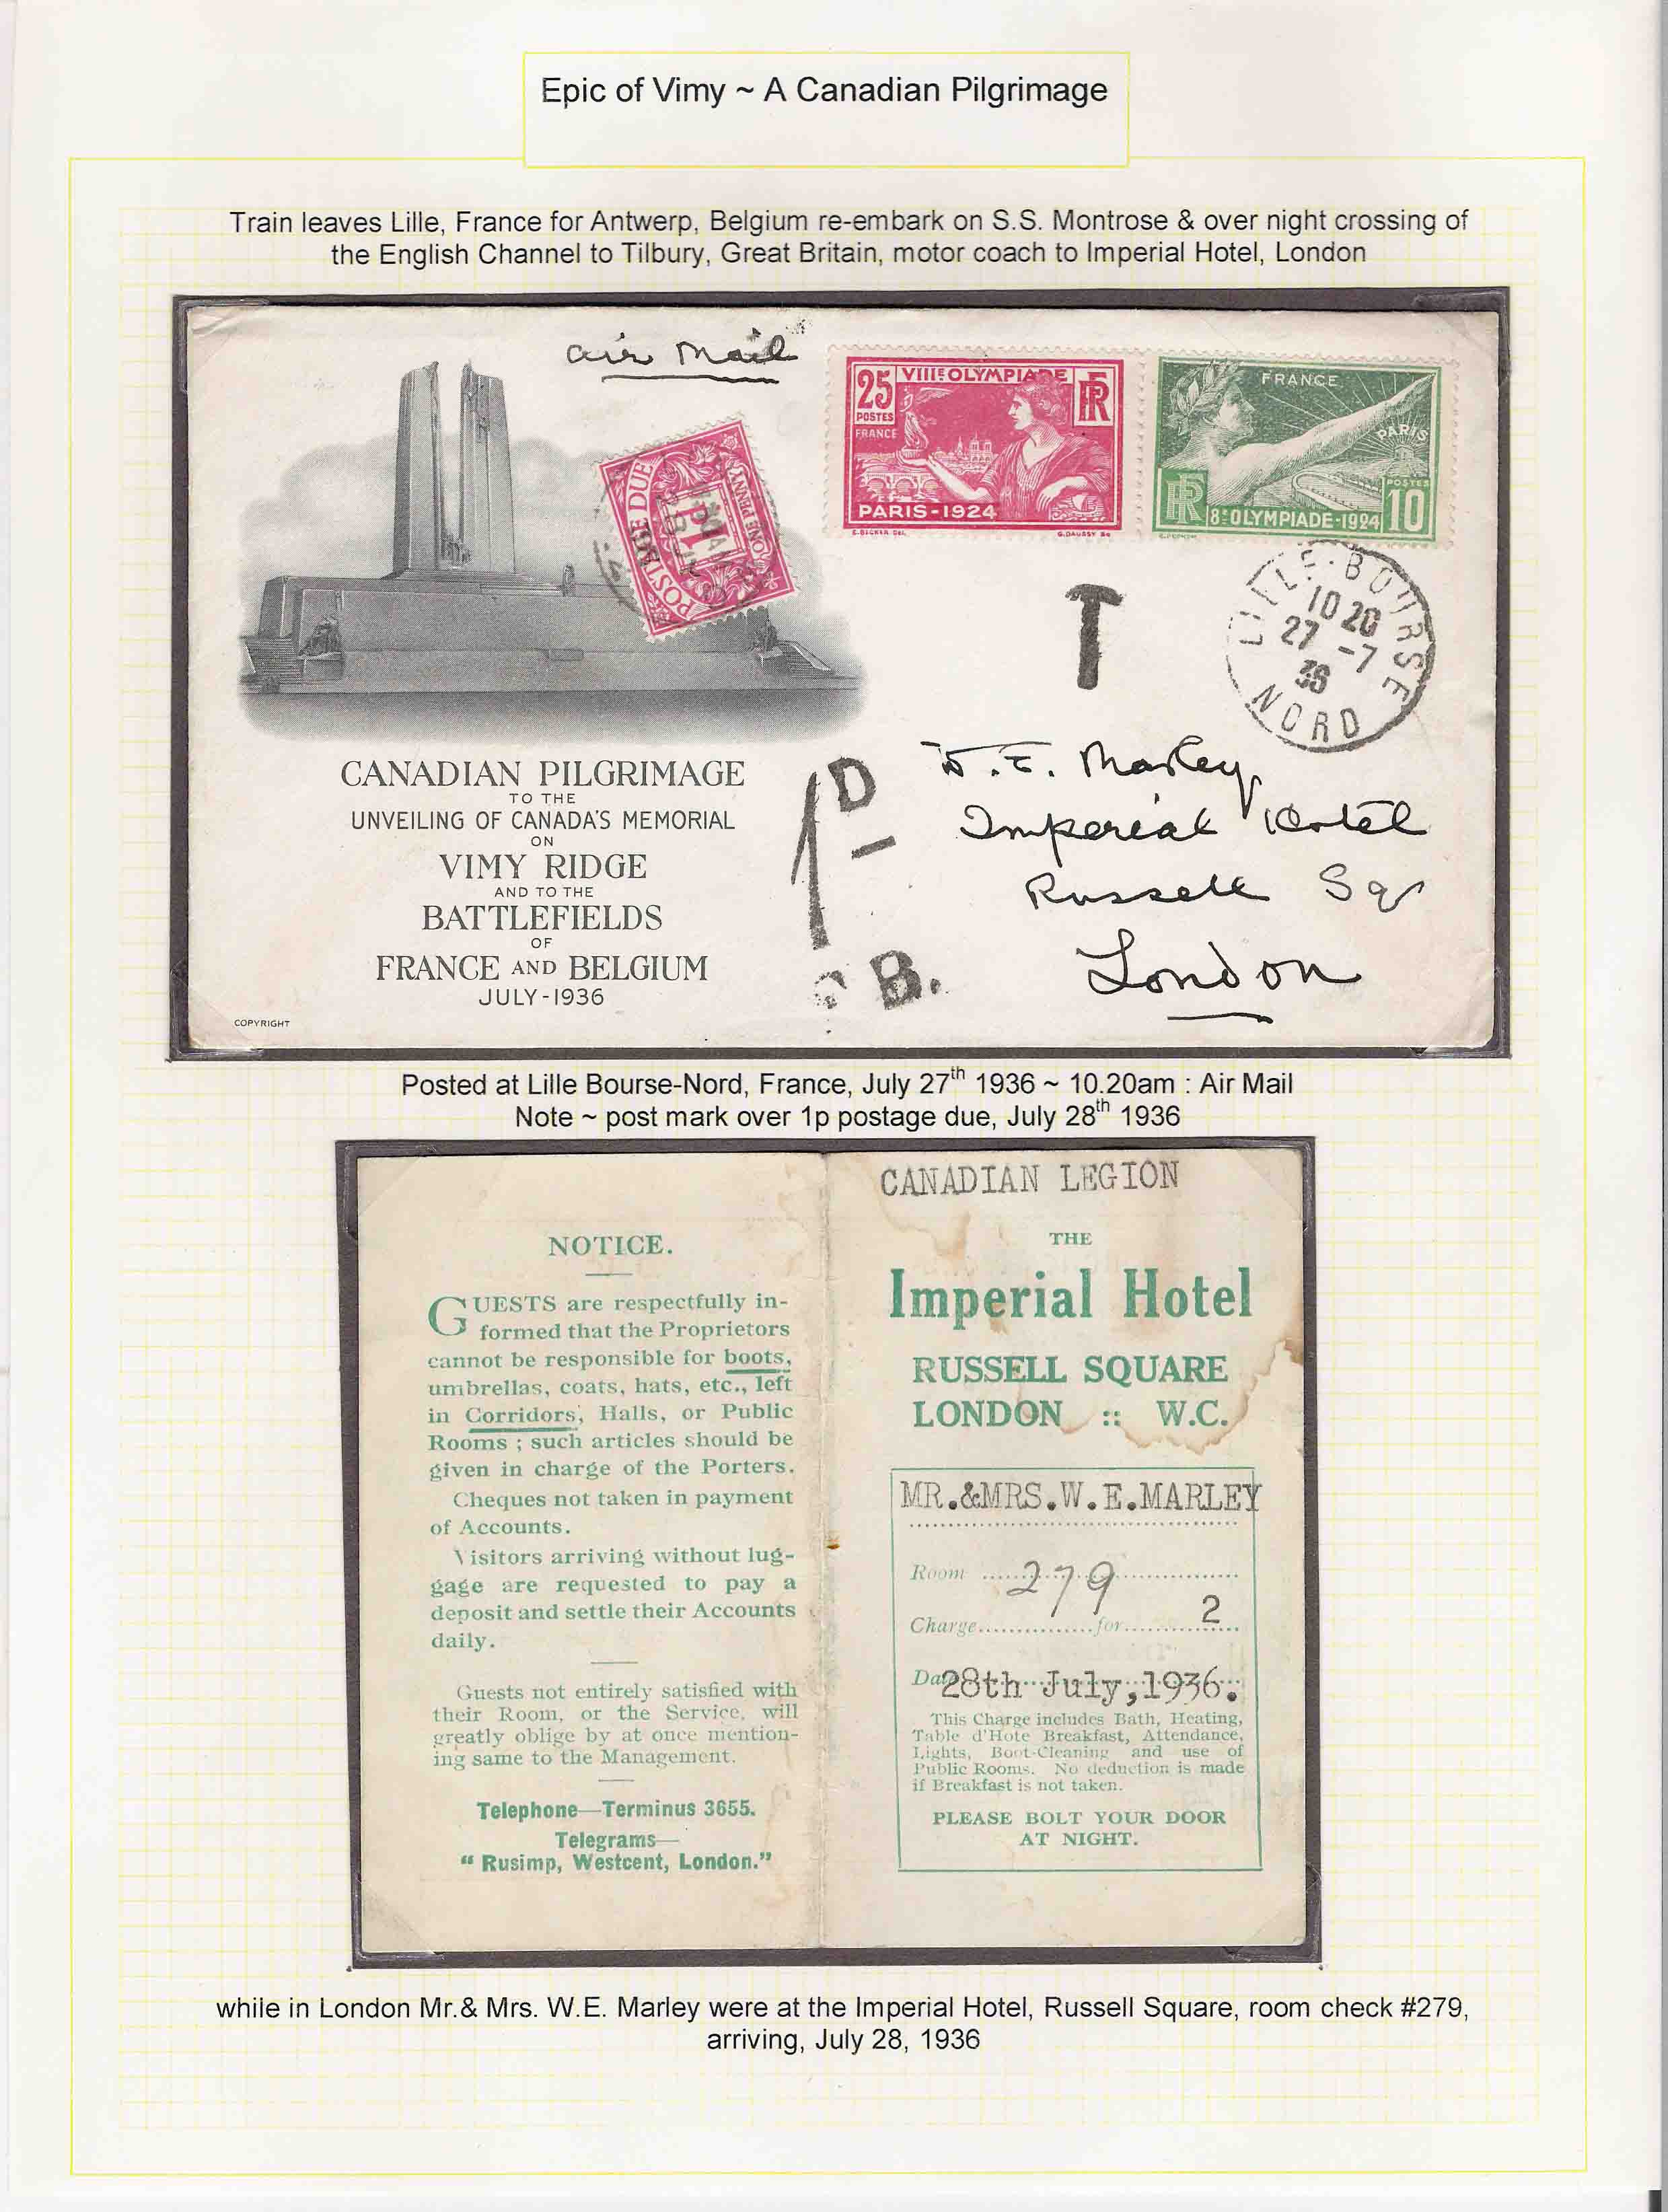 Epic of Vimy ~ A Canadian Pilgrimage
Train leaves Lille, France for Antwerp, Belgium re-embark on S.S. Montrose & over night crossing of
the English Channel to Tilbury, Great Britain, motor coach to Imperial Hotel, London
air mail
25
POSTES
FRANCE
VIIIE OLYMPIADE
RF
PARIS-1924
E.BECKER Del.
G.DAUSSY Sc
FRANCE
PARIS
POSTES
RF
8E OLYMPIADE-1924
10
POSTAGE DUE
1D
ONE PENNY
T
LILLE-BOURSE
10 20
27 -7
36
NORD
CANADIAN PILGRIMAGE
TO THE
UNVEILING OF CANADA'S MEMORIAL
ON
VIMY RIDGE
AND TO THE
BATTLEFIELDS
OF
FRANCE AND BELGIUM
JULY-1936
COPYRIGHT
1D
B.
W. E. Marley
Imperial Hotel
Russell Sq
London
Posted at Lille Bourse-Nord, France, July 27th 1936 ~ 10.20am : Air Mail
Note ~ post mark over 1p postage due, July 28th 1936
NOTICE.
GUESTS are respectfully in-
formed that the Proprietors
cannot be responsible for boots,
umbrellas, coats, hats, etc., left
in Corridors, Halls, or Public
Rooms ; such articles should be
given in charge of the Porters.
Cheques not taken in payment
of Accounts.
Visitors arriving without lug-
gage are requested to pay a
deposit and settle their Accounts
daily.
Guests not entirely satisfied with
their Room, or the Service, will
greatly oblige by at once mention-
ing same to the Management.
Telephone—Terminus 3655.
Telegrams—
" Rusimp, Westcent, London."
CANADIAN LEGION
THE
Imperial Hotel
RUSSELL SQUARE
LONDON :: W.C.
MR.&MRS.W.E.MARLEY
Room 279
Charge for 2
Date 28th July,1936.
This Charge includes Bath, Heating,
Table d'Hote Breakfast, Attendance,
Lights, Boot-Cleaning and use of
Public Rooms. No deduction is made
if Breakfast is not taken.
PLEASE BOLT YOUR DOOR
AT NIGHT.
while in London Mr.& Mrs. W.E. Marley were at the Imperial Hotel, Russell Square, room check #279,
arriving, July 28, 1936